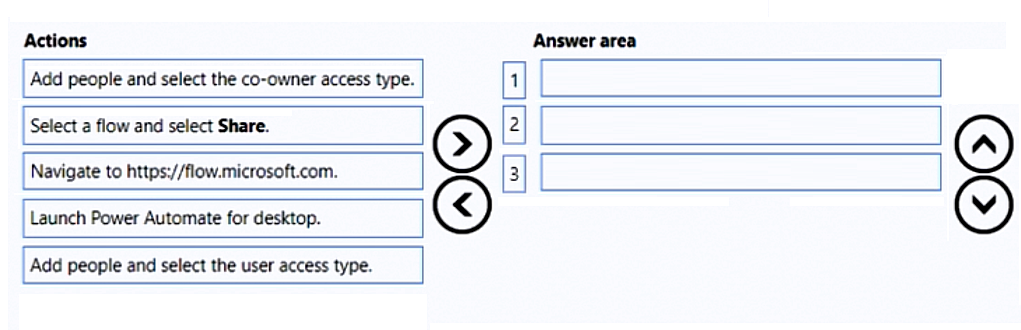 Actions
Answer area
Add people and select the co-owner access type.
1
Select a flow and select Share.
2
Navigate to https://flow.microsoft.com.
3
Launch Power Automate for desktop.
Add people and select the user access type.